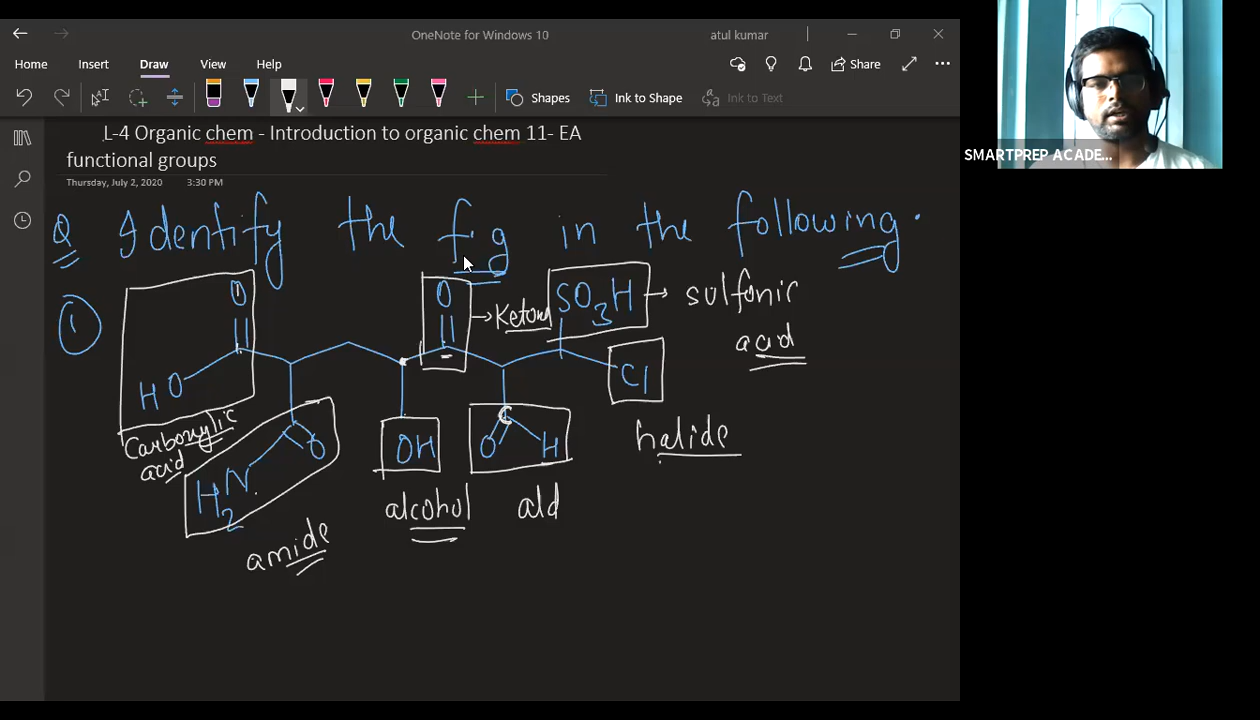 OneNote for Windows 10
atul kumar
Home Insert Draw View Help
Share
Shapes
Ink to Shape
Ink to Text
L-4 Organic chem - Introduction to organic chem 11- EA
functional groups
Thursday, July 2, 2020 3:30 PM
SMARTPREP ACADE...
Q Identify the f.g in the following.
①
O
O
→ Ketone
SO3H → sulfonic
acid
HO
Cl
Carboxylic
acid
O
H2N
OH
O
C
H
halide
amide
alcohol
ald